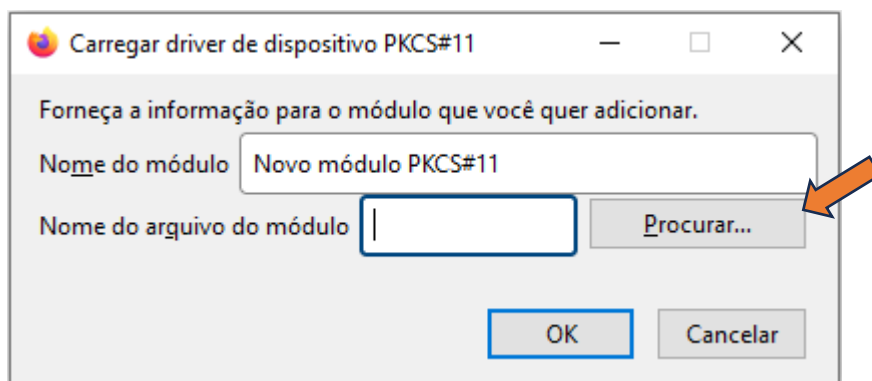 Carregar driver de dispositivo PKCS#11
Forneça a informação para o módulo que você quer adicionar.
Nome do módulo Novo módulo PKCS#11
Nome do arquivo do módulo Procurar...
OK Cancelar